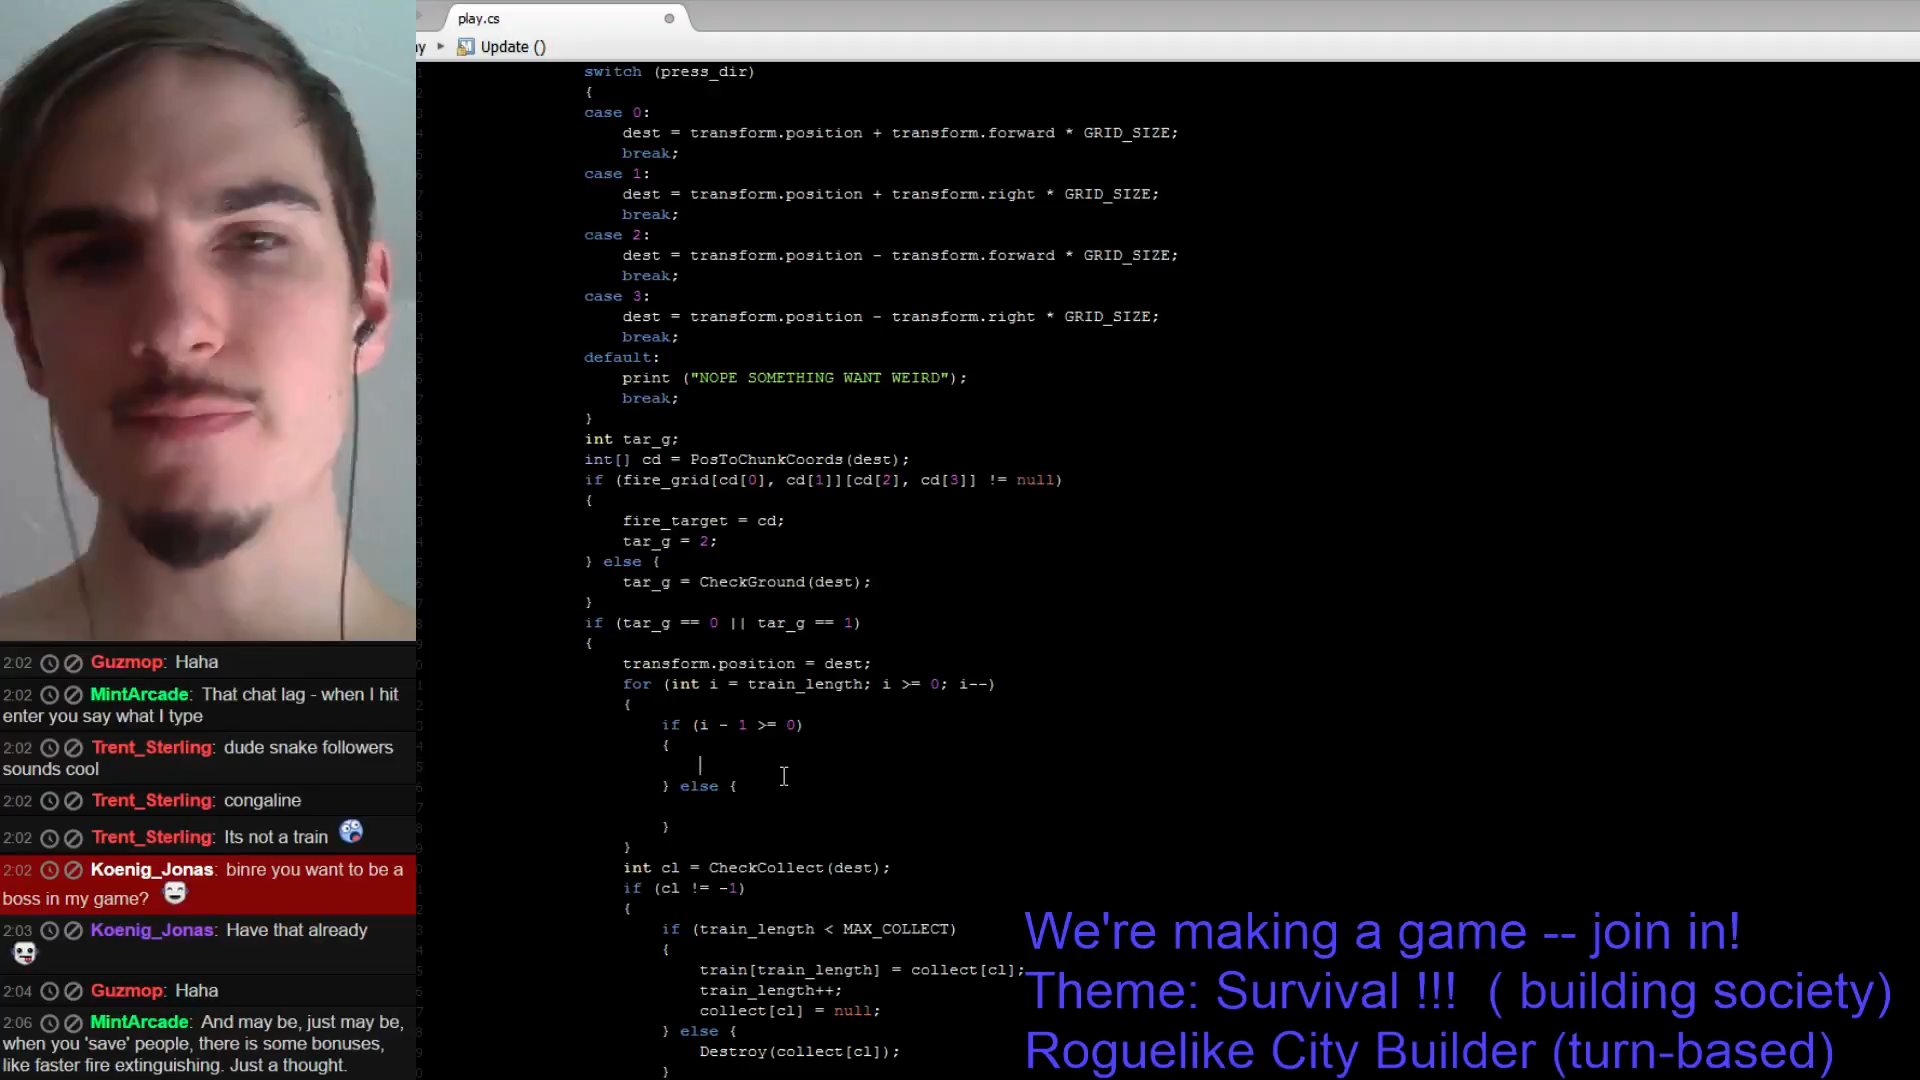 play.cs
Update ()
switch (press_dir)
{
case 0:
dest = transform.position + transform.forward * GRID_SIZE;
break;
case 1:
dest = transform.position + transform.right * GRID_SIZE;
break;
case 2:
dest = transform.position - transform.forward * GRID_SIZE;
break;
case 3:
dest = transform.position - transform.right * GRID_SIZE;
break;
default:
print ("NOPE SOMETHING WANT WEIRD");
break;
}
int tar_g;
int[] cd = PosToChunkCoords(dest);
if (fire_grid[cd[0], cd[1]][cd[2], cd[3]] != null)
{
fire_target = cd;
tar_g = 2;
} else {
tar_g = CheckGround(dest);
}
if (tar_g == 0 || tar_g == 1)
{
transform.position = dest;
for (int i = train_length; i >= 0; i--)
{
if (i - 1 >= 0)
{
} else {
}
}
int cl = CheckCollect(dest);
if (cl != -1)
{
if (train_length < MAX_COLLECT)
{
train[train_length] = collect[cl];
train_length++;
collect[cl] = null;
} else {
Destroy(collect[cl]);
}
2:02 Guzmop: Haha
2:02 MintArcade: That chat lag - when I hit
enter you say what I type
2:02 Trent_Sterling: dude snake followers
sounds cool
2:02 Trent_Sterling: congaline
2:02 Trent_Sterling: Its not a train
2:02 Koenig_Jonas: binre you want to be a
boss in my game?
2:03 Koenig_Jonas: Have that already
2:04 Guzmop: Haha
2:06 MintArcade: And may be, just may be,
when you 'save' people, there is some bonuses,
like faster fire extinguishing. Just a thought.
We're making a game -- join in!
Theme: Survival !!! ( building society)
Roguelike City Builder (turn-based)